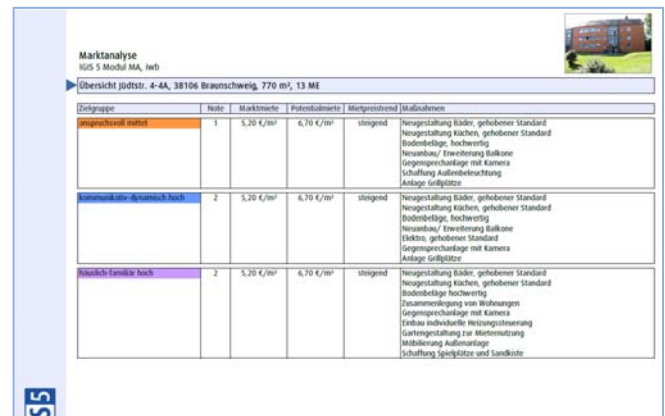 Marktanalyse
IGIS 5 Modul MA, iwb
Übersicht Jüdtstr. 4-4A, 38106 Braunschweig, 770 m², 13 ME
Zielgruppe Note Marktmiete Potentialmiete Mietpreistrend Maßnahmen
anspruchsvoll mittel 1 5,20 €/m² 6,70 €/m² steigend Neugestaltung Bäder, gehobener Standard
Neugestaltung Küchen, gehobener Standard
Bodenbeläge, hochwertig
Neuanbau/ Erweiterung Balkone
Gegensprechanlage mit Kamera
Schaffung Außenbeleuchtung
Anlage Grillplätze
kommunikativ-dynamisch hoch 2 5,20 €/m² 6,70 €/m² steigend Neugestaltung Bäder, gehobener Standard
Neugestaltung Küchen, gehobener Standard
Bodenbeläge, hochwertig
Neuanbau/ Erweiterung Balkone
Elektro, gehobener Standard
Gegensprechanlage mit Kamera
Anlage Grillplätze
häuslich-familiär hoch 2 5,20 €/m² 6,70 €/m² steigend Neugestaltung Bäder, gehobener Standard
Neugestaltung Küchen, gehobener Standard
Bodenbeläge hochwertig
Zusammenlegung von Wohnungen
Gegensprechanlage mit Kamera
Einbau individuelle Heizungssteuerung
Gartengestaltung zur Mieternutzung
Möbilierung Außenanlage
Schaffung Spielplätze und Sandkiste
S 5